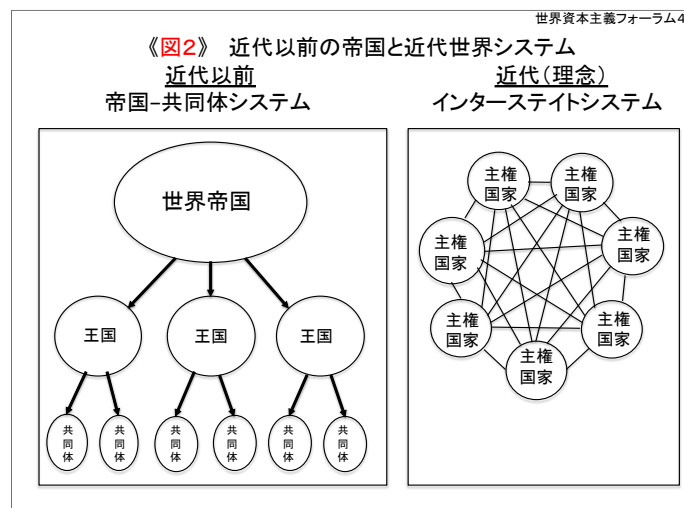 世界資本主義フォーラム4
《図2》 近代以前の帝国と近代世界システム
近代以前
帝国−共同体システム
近代(理念)
インターステイトシステム
世界帝国
王国
王国
王国
共同体
共同体
共同体
共同体
共同体
共同体
主権
国家
主権
国家
主権
国家
主権
国家
主権
国家
主権
国家
主権
国家